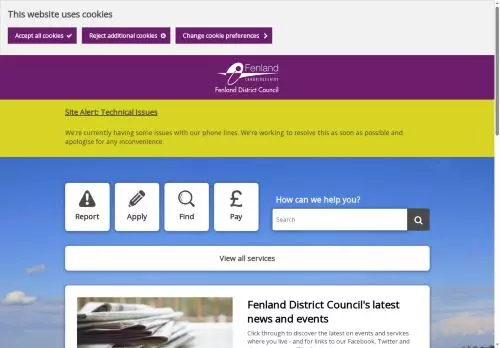 This website uses cookies
Accept all cookies
Reject additional cookies
Change cookie preferences
Fenland
CAMBRIDGESHIRE
Fenland District Council
Site Alert: Technical Issues
We're currently having some issues with our phone lines. We're working to resolve this as soon as possible and
apologise for any inconvenience.
Report
Apply
Find
£
Pay
How can we help you?
Search
View all services
Fenland District Council's latest
news and events
Click through to discover the latest on events and services
where you live - and for links to our Facebook, Twitter and